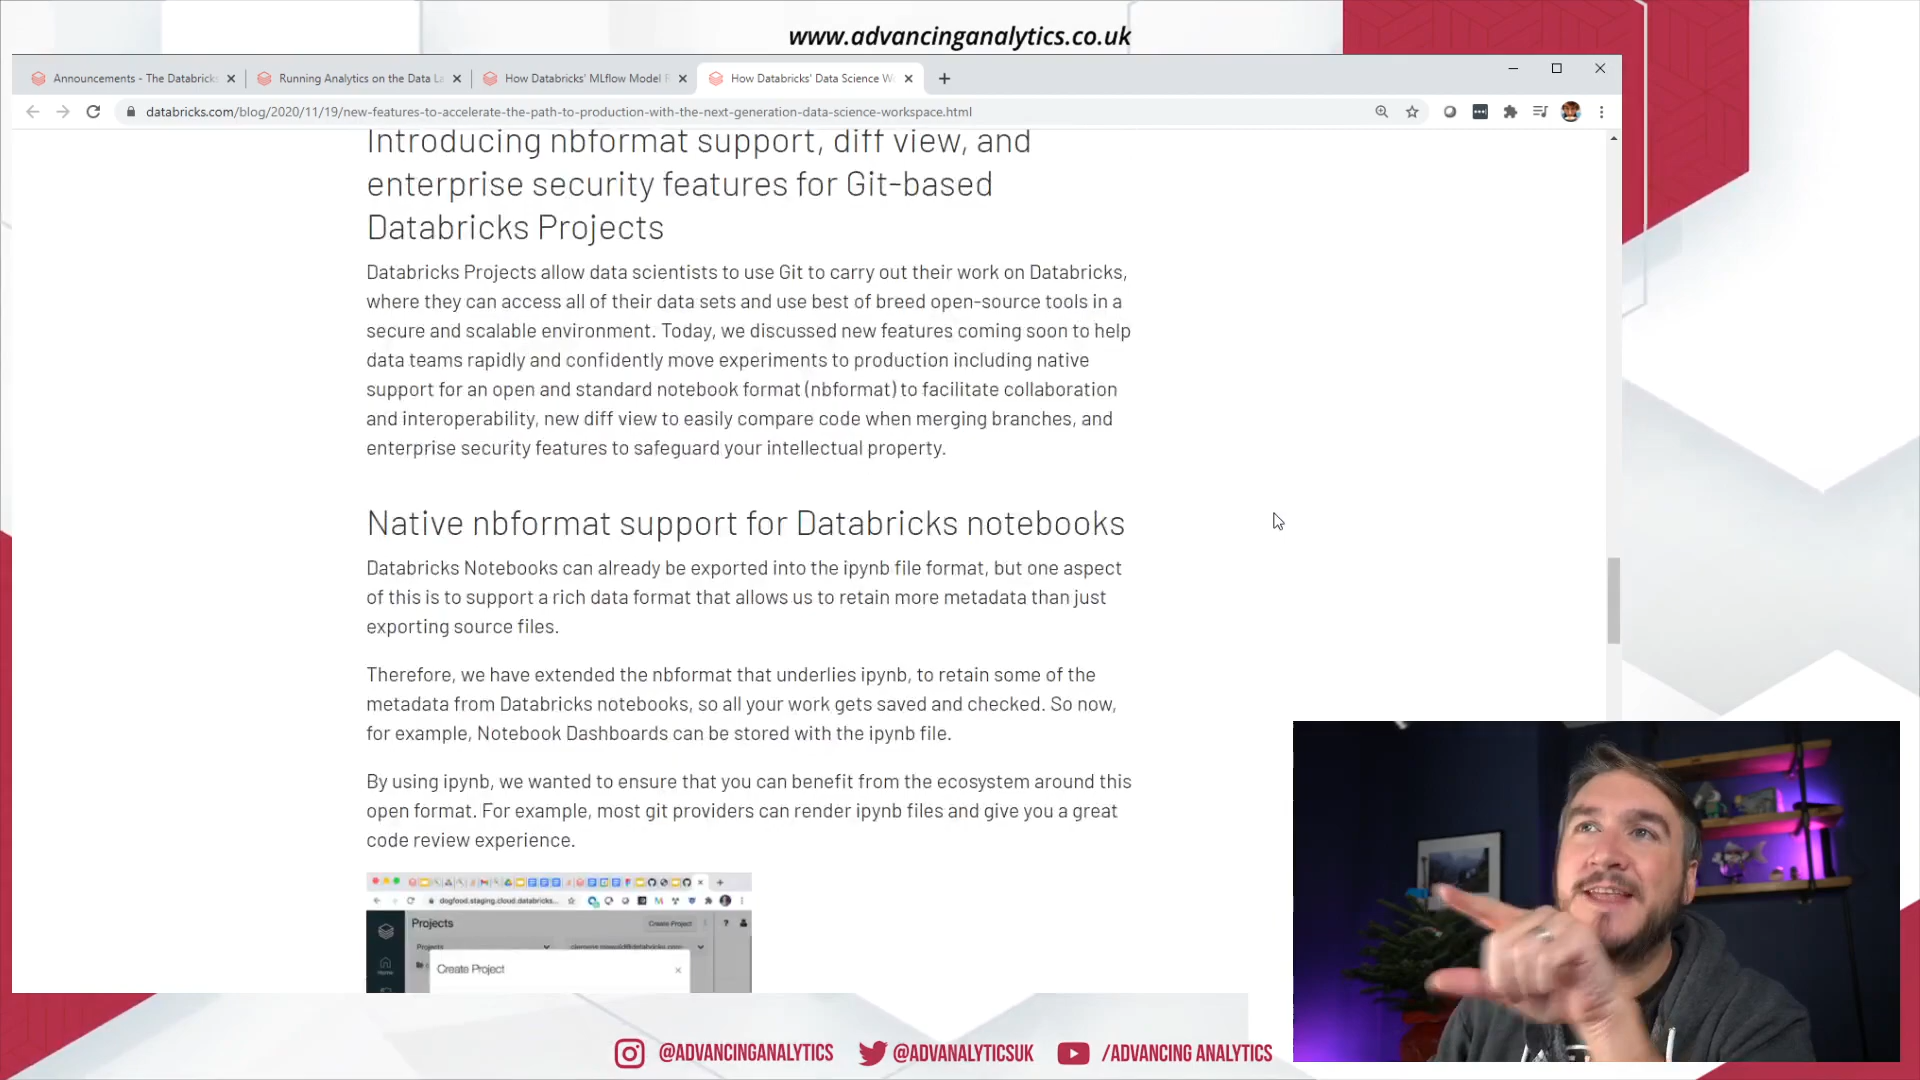 www.advancinganalytics.co.uk
Announcements - The Databricks
Running Analytics on the Data La
How Databricks' MLflow Model R
How Databricks' Data Science W
databricks.com/blog/2020/11/19/new-features-to-accelerate-the-path-to-production-with-the-next-generation-data-science-workspace.html
Introducing nbformat support, diff view, and
enterprise security features for Git-based
Databricks Projects
Databricks Projects allow data scientists to use Git to carry out their work on Databricks,
where they can access all of their data sets and use best of breed open-source tools in a
secure and scalable environment. Today, we discussed new features coming soon to help
data teams rapidly and confidently move experiments to production including native
support for an open and standard notebook format (nbformat) to facilitate collaboration
and interoperability, new diff view to easily compare code when merging branches, and
enterprise security features to safeguard your intellectual property.
Native nbformat support for Databricks notebooks
Databricks Notebooks can already be exported into the ipynb file format, but one aspect
of this is to support a rich data format that allows us to retain more metadata than just
exporting source files.
Therefore, we have extended the nbformat that underlies ipynb, to retain some of the
metadata from Databricks notebooks, so all your work gets saved and checked. So now,
for example, Notebook Dashboards can be stored with the ipynb file.
By using ipynb, we wanted to ensure that you can benefit from the ecosystem around this
open format. For example, most git providers can render ipynb files and give you a great
code review experience.
dogfood.staging.cloud.databricks...
Projects
Create Project
Projects
Home
Create Project
@ADVANCINGANALYTICS
@ADVANALYTICSUK
/ADVANCING ANALYTICS